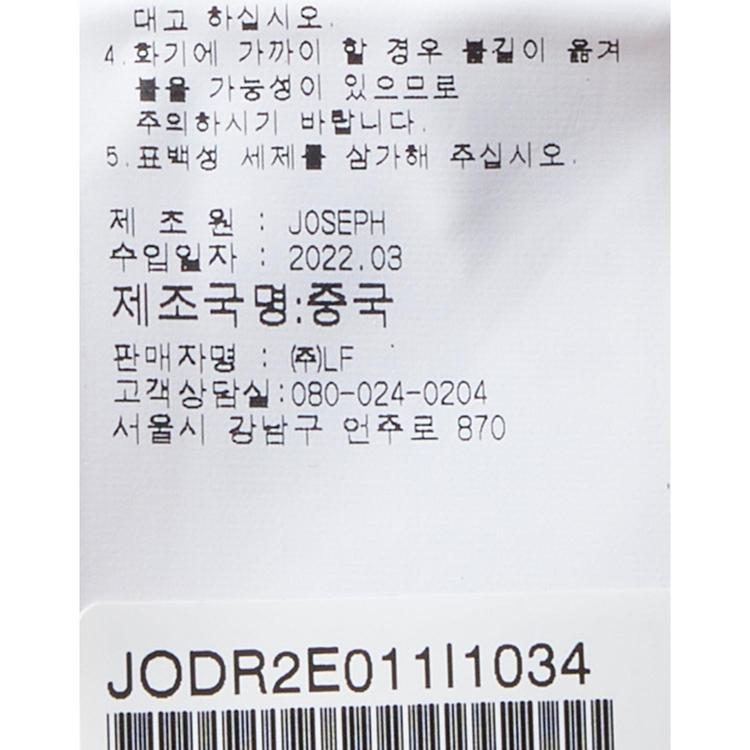 대고 하십시오.
4.화기에 가까이 할 경우 불길이 옮겨
붙을 가능성이 있으므로
주의하시기 바랍니다.
5.표백성 세제를 삼가해 주십시오.
제 조 원 : JOSEPH
수입일자 : 2022.03
제조국명:중국
판매자명 : ㈜LF
고객상담실:080-024-0204
서울시 강남구 언주로 870
JODR2E011I1034